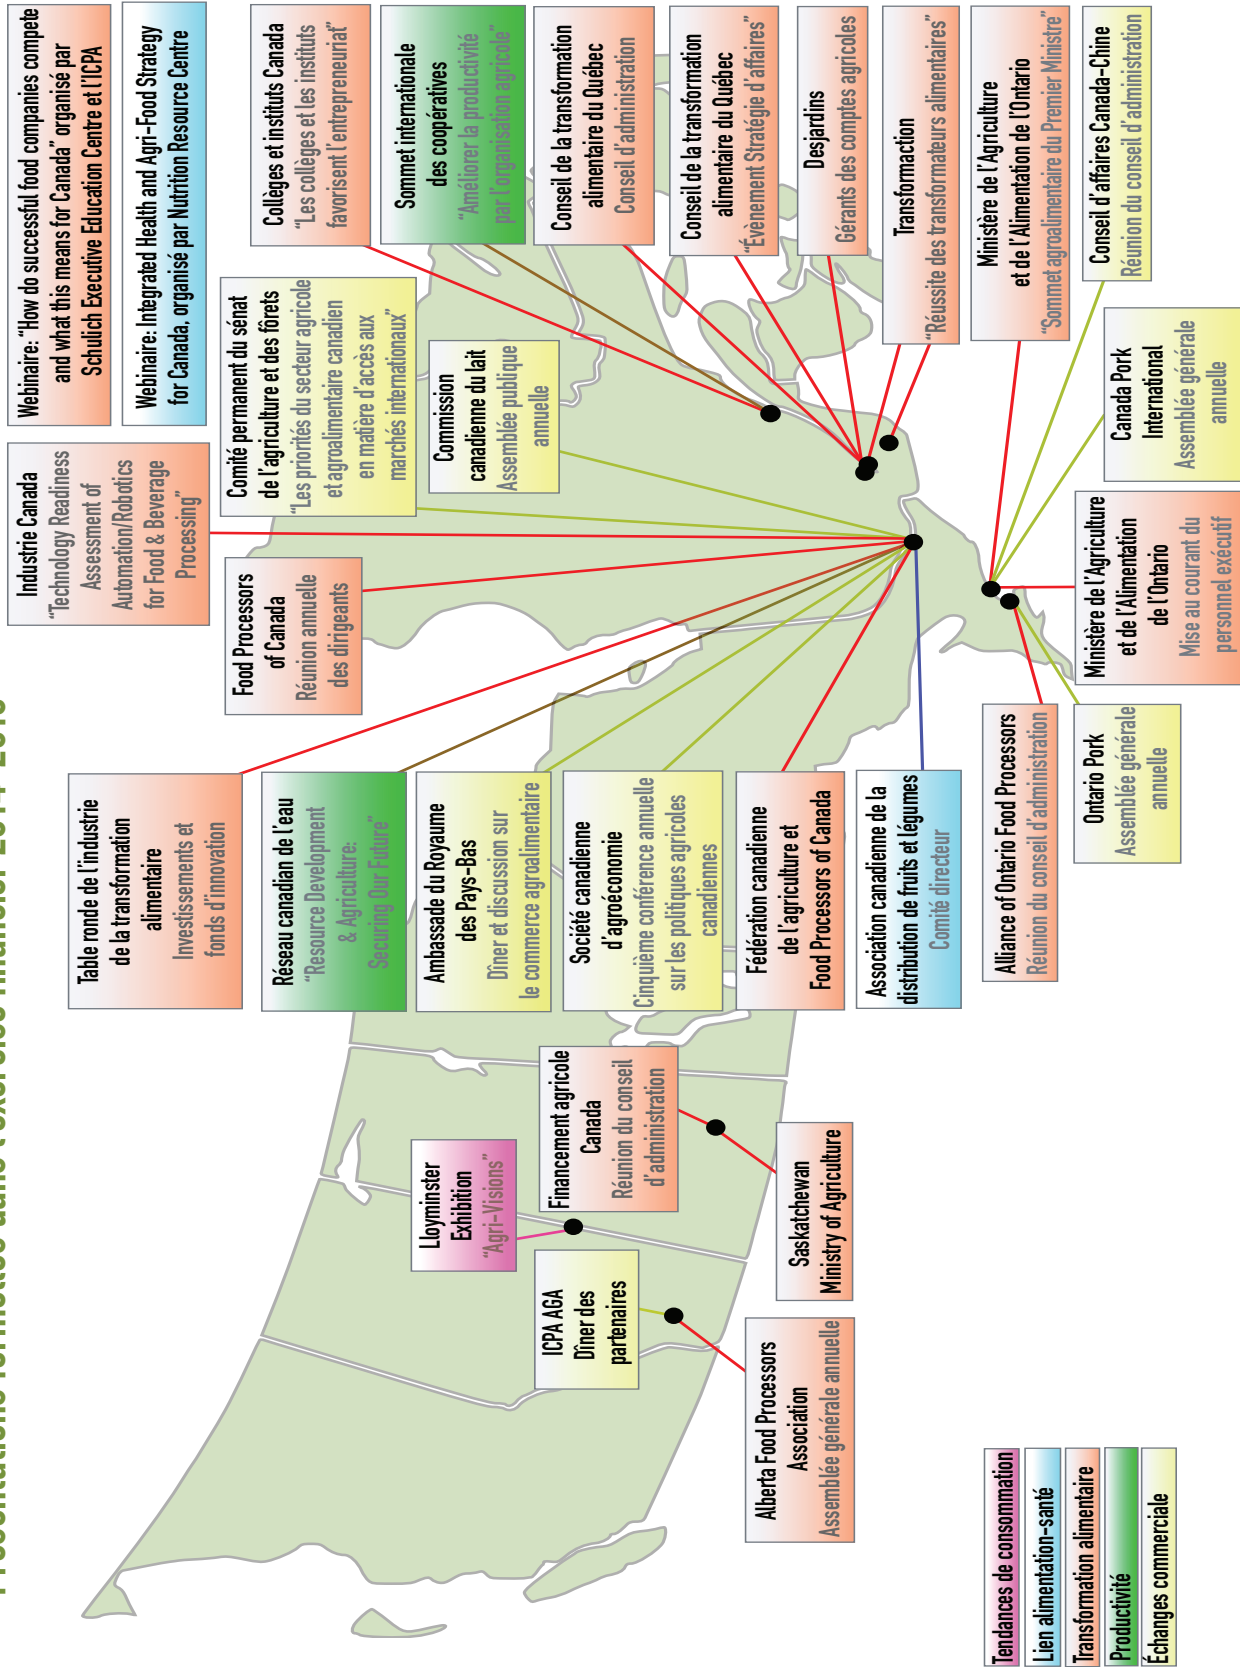 Présentations formelles dans l'exercice financier 2014-2015
Webinaire: "How do successful food companies compete
and what this means for Canada" organisé par
Schulich Executive Education Centre et l'ICPA
Webinaire: Integrated Health and Agri-Food Strategy
for Canada, organisé par Nutrition Resource Centre
Industrie Canada
"Technology Readiness
Assessment of
Automation/Robotics
for Food & Beverage
Processing"
Table ronde de l'industrie
de la transformation
alimentaire
Investissements et
fonds d'innovation
Food Processors
of Canada
Réunion annuelle
des dirigeants
Comité permanent du sénat
de l'agriculture et des fôrets
"Les priorités du secteur agricole
et agroalimentaire canadien
en matière d'accès aux
marchés internationaux"
Collèges et instituts Canada
"Les collèges et les instituts
favorisent l'entrepreneuriat"
Réseau canadian de l'eau
"Resource Development
& Agriculture:
Securing Our Future"
Sommet internationale
des coopératives
"Améliorer la productivité
par l'organisation agricole"
Lloyminster
Exhibition
"Agri-Visions"
Ambassade du Royaume
des Pays-Bas
Dîner et discussion sur
le commerce agroalimentaire
Commission
canadienne du lait
Assemblée publique
annuelle
ICPA AGA
Dîner des
partenaires
Financement agricole
Canada
Réunion du conseil
d'administration
Société canadienne
d'agroéconomie
Cinquième conférence annuelle
sur les politiques agricoles
canadiennes
Conseil de la transformation
alimentaire du Québec
Conseil d'administration
Conseil de la transformation
alimentaire du Québec
"Évènement Stratégie d'affaires"
Fédération canadienne
de l'agriculture et
Food Processors of Canada
Alberta Food Processors
Association
Assemblée générale annuelle
Saskatchewan
Ministry of Agriculture
Desjardins
Gérants des comptes agricoles
Association canadienne de la
distribution de fruits et légumes
Comité directeur
Transformaction
"Réussite des transformateurs alimentaires"
Alliance of Ontario Food Processors
Réunion du conseil d'administration
Ministère de l'Agriculture
et de l'Alimentation de l'Ontario
"Sommet agroalimentaire du Premier Ministre"
Ontario Pork
Assemblée générale
annuelle
Ministère de l'Agriculture
et de l'Alimentation
de l'Ontario
Mise au courant du
personnel exécutif
Canada Pork
International
Assemblée générale
annuelle
Conseil d'affaires Canada-Chine
Réunion du conseil d'administration
Tendances de consommation
Lien alimentation-santé
Transformation alimentaire
Productivité
Échanges commerciale